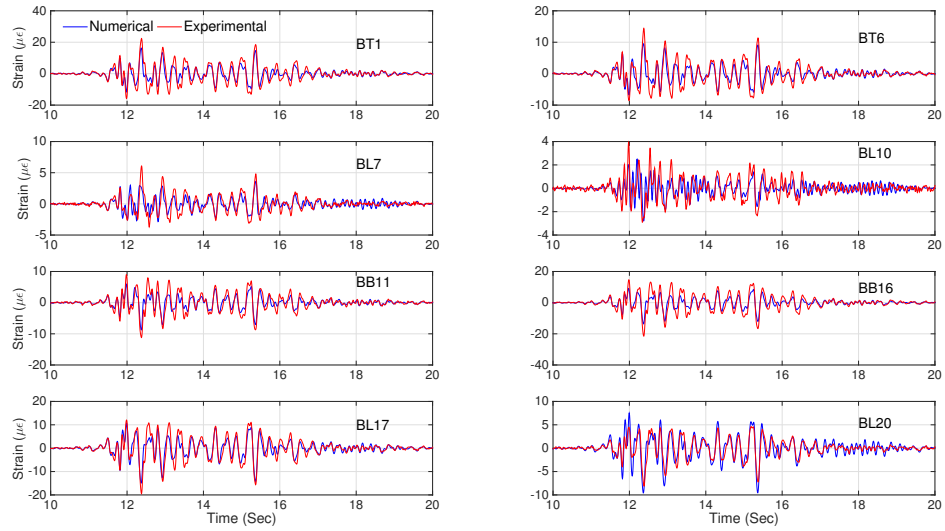 Numerical Experimental
BT1
Strain (με)
40
20
0
-20
10 12 14 16 18 20
BT6
20
10
0
-10
10 12 14 16 18 20
BL7
Strain (με)
10
5
0
-5
10 12 14 16 18 20
BL10
4
2
0
-2
-4
10 12 14 16 18 20
BB11
Strain (με)
10
0
-10
-20
10 12 14 16 18 20
BB16
20
0
-20
-40
10 12 14 16 18 20
BL17
Strain (με)
20
10
0
-10
-20
10 12 14 16 18 20
Time (Sec)
BL20
10
5
0
-5
-10
10 12 14 16 18 20
Time (Sec)